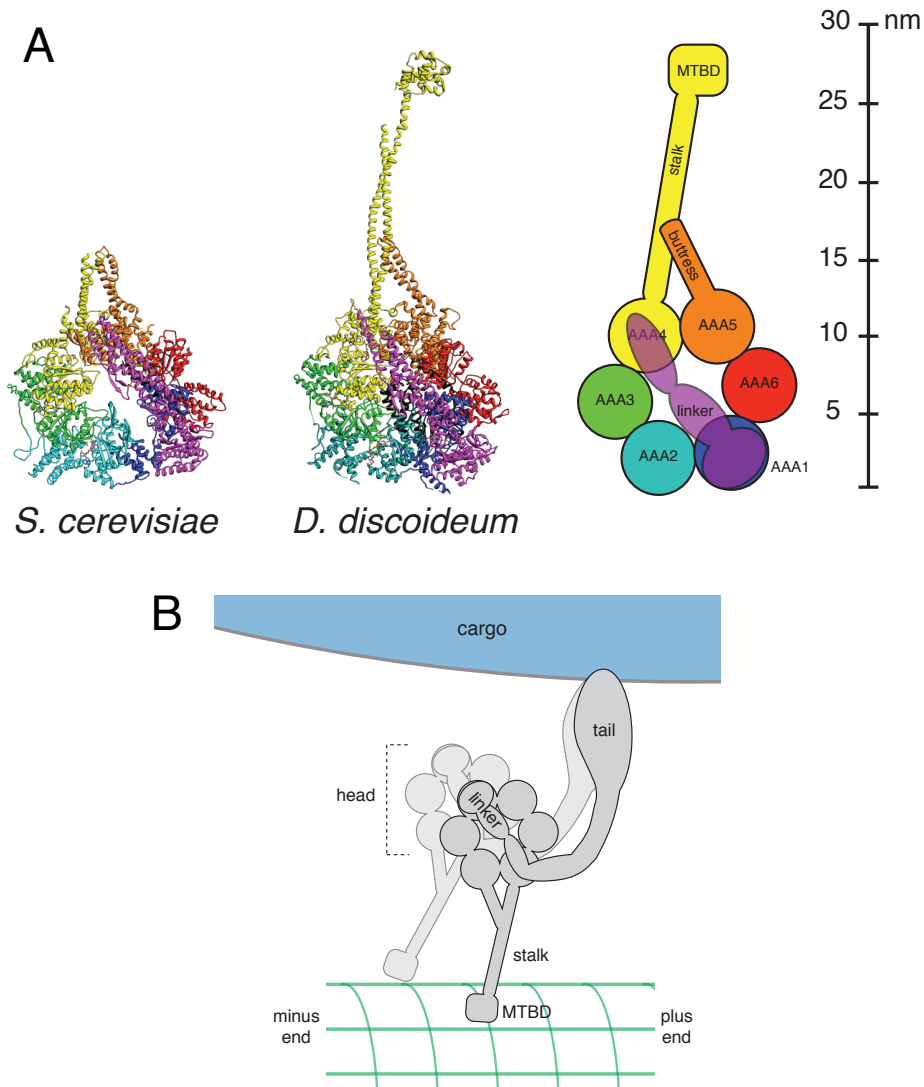 A
30 nm
MTBD
25
stalk
20
buttress
15
AAA5
AAA4
10
AAA6
AAA3
linker
5
AAA2
AAA1
S. cerevisiae
D. discoideum
B
cargo
tail
head
linker
stalk
MTBD
minus
end
plus
end